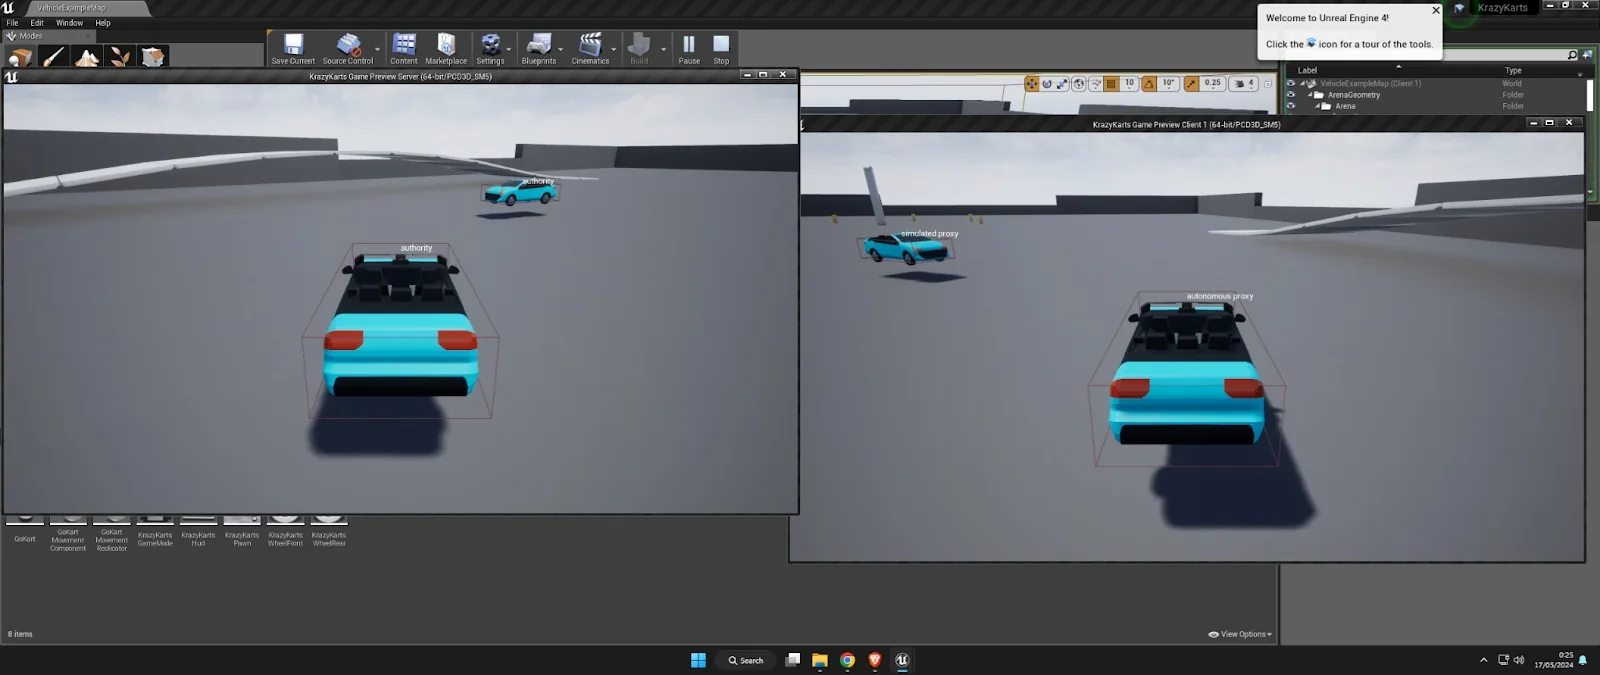 VehicleExampleMap
KrazyKarts
File Edit Window Help
Modes
Save Current Source Control Content Marketplace Settings Blueprints Cinematics Build Pause Stop
Welcome to Unreal Engine 4!
Click the icon for a tour of the tools.
Label Type
VehicleExampleMap (Client 1) World
ArenaGeometry Folder
Arena Folder
10 10° 0.25 4
KrazyKarts Game Preview Server (64-bit/PCD3D_SM5)
authority
authority
KrazyKarts Game Preview Client 1 (64-bit/PCD3D_SM5)
simulated proxy
autonomous proxy
GoKart
GoKart
Movement
Component
GoKart
Movement
Replicator
KrazyKarts
GameMode
KrazyKarts
Hud
KrazyKarts
Pawn
KrazyKarts
WheelFront
KrazyKarts
WheelRear
8 items
View Options
Search
0:25
17/05/2024